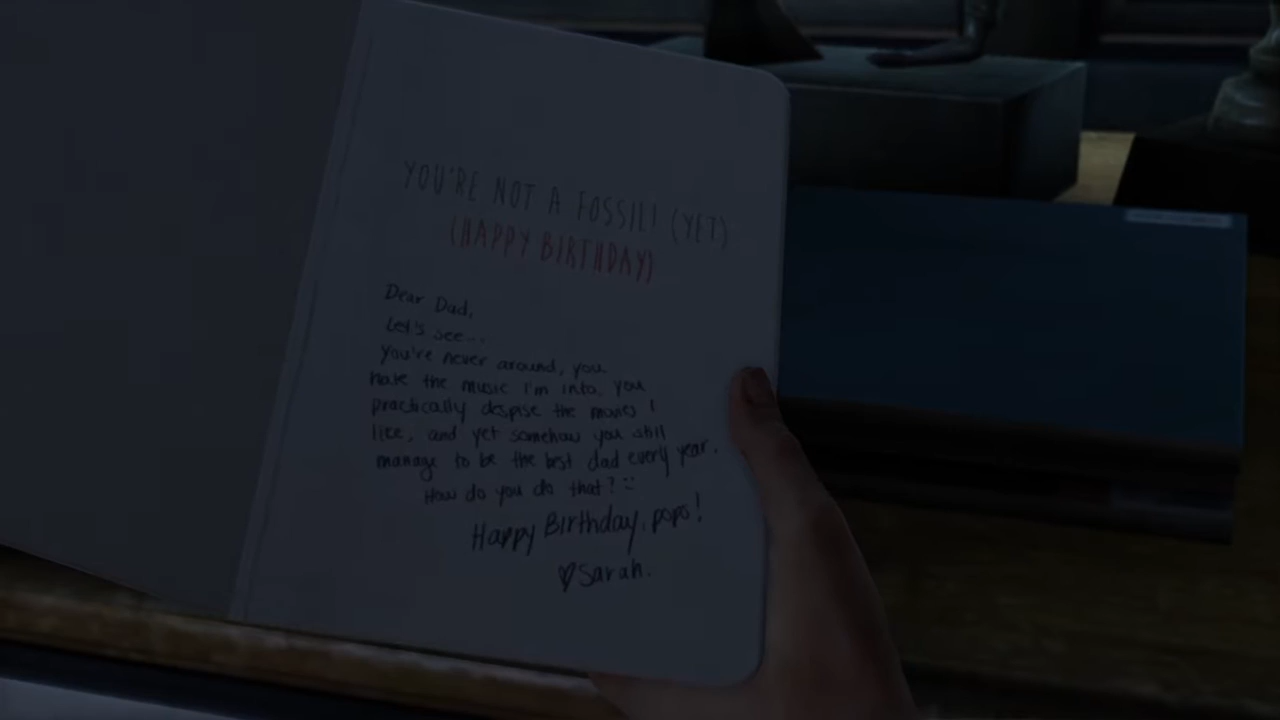 YOU'RE NOT A FOSSIL! (YET)
(HAPPY BIRTHDAY)
Dear Dad,
Let's see...
You're never around, you
hate the music I'm into, you
practically despise the movies I
like, and yet somehow you still
manage to be the best dad every year.
How do you do that? :)
Happy Birthday, pops!
♥Sarah.